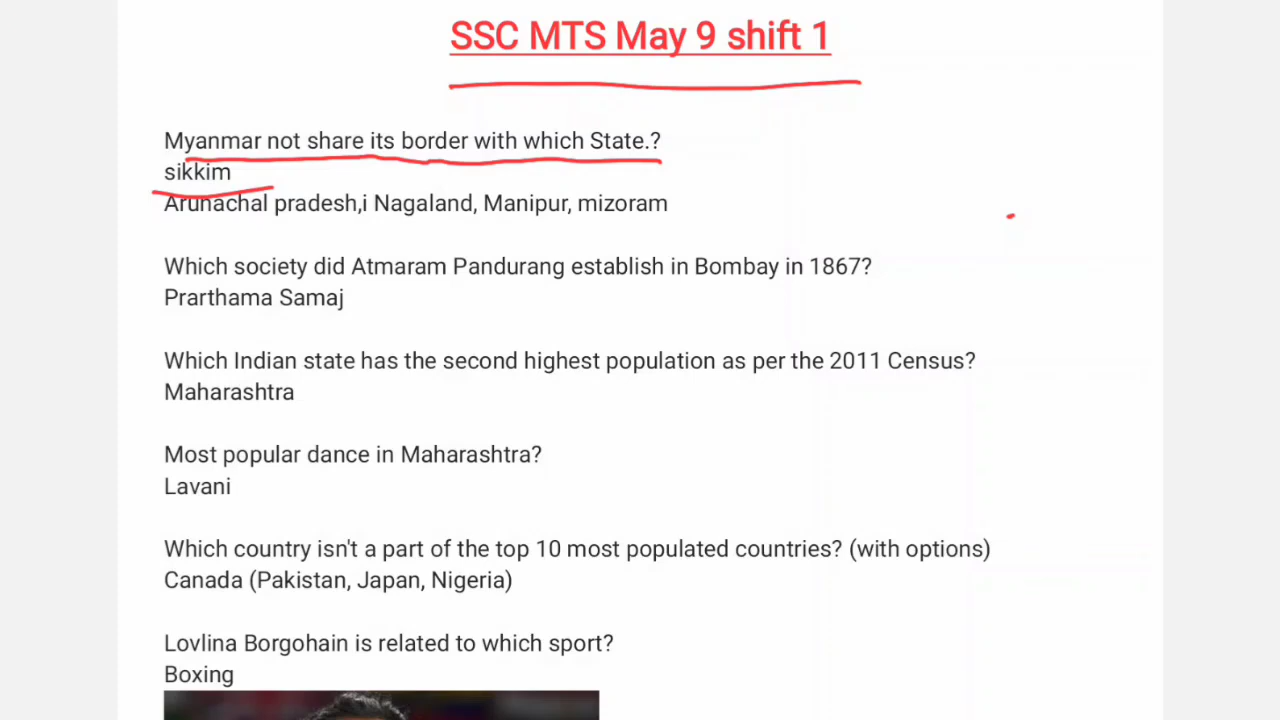 SSC MTS May 9 shift 1
Myanmar not share its border with which State.?
sikkim
Arunachal pradesh,i Nagaland, Manipur, mizoram
Which society did Atmaram Pandurang establish in Bombay in 1867?
Prarthama Samaj
Which Indian state has the second highest population as per the 2011 Census?
Maharashtra
Most popular dance in Maharashtra?
Lavani
Which country isn't a part of the top 10 most populated countries? (with options)
Canada (Pakistan, Japan, Nigeria)
Lovlina Borgohain is related to which sport?
Boxing